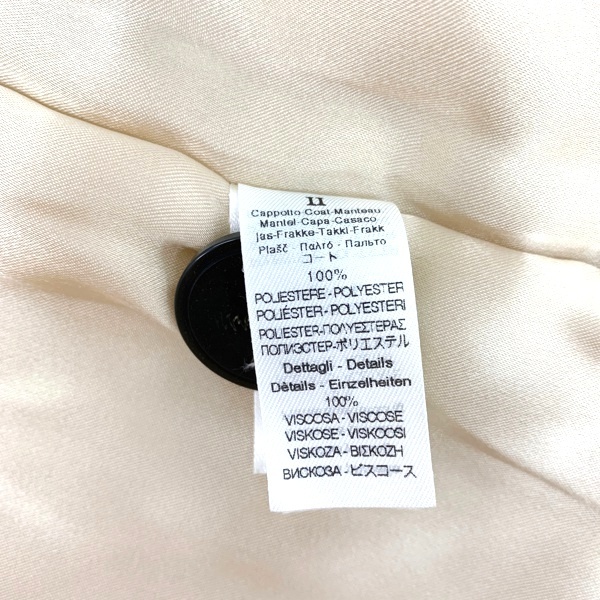 II
Cappotto-Coat-Manteau
Mantel-Capa-Casaco
Jas-Frakke-Takki-Frakk
Plašč - Παλτό - Пальто
コート
100%
POLIESTERE-POLYESTER
POLIÉSTER-POLYESTERI
POLIESTER-ΠΟΛΥΕΣΤΕΡΑΣ
ПОЛИЭСТЕР-ポリエステル
Dettagli - Details
Dètails - Einzelheiten
100%
VISCOSA - VISCOSE
VISKOSE - VISKOOSI
VISKOZA - ΒΙΣΚΟΖΗ
ВИСКОЗА - ビスコース